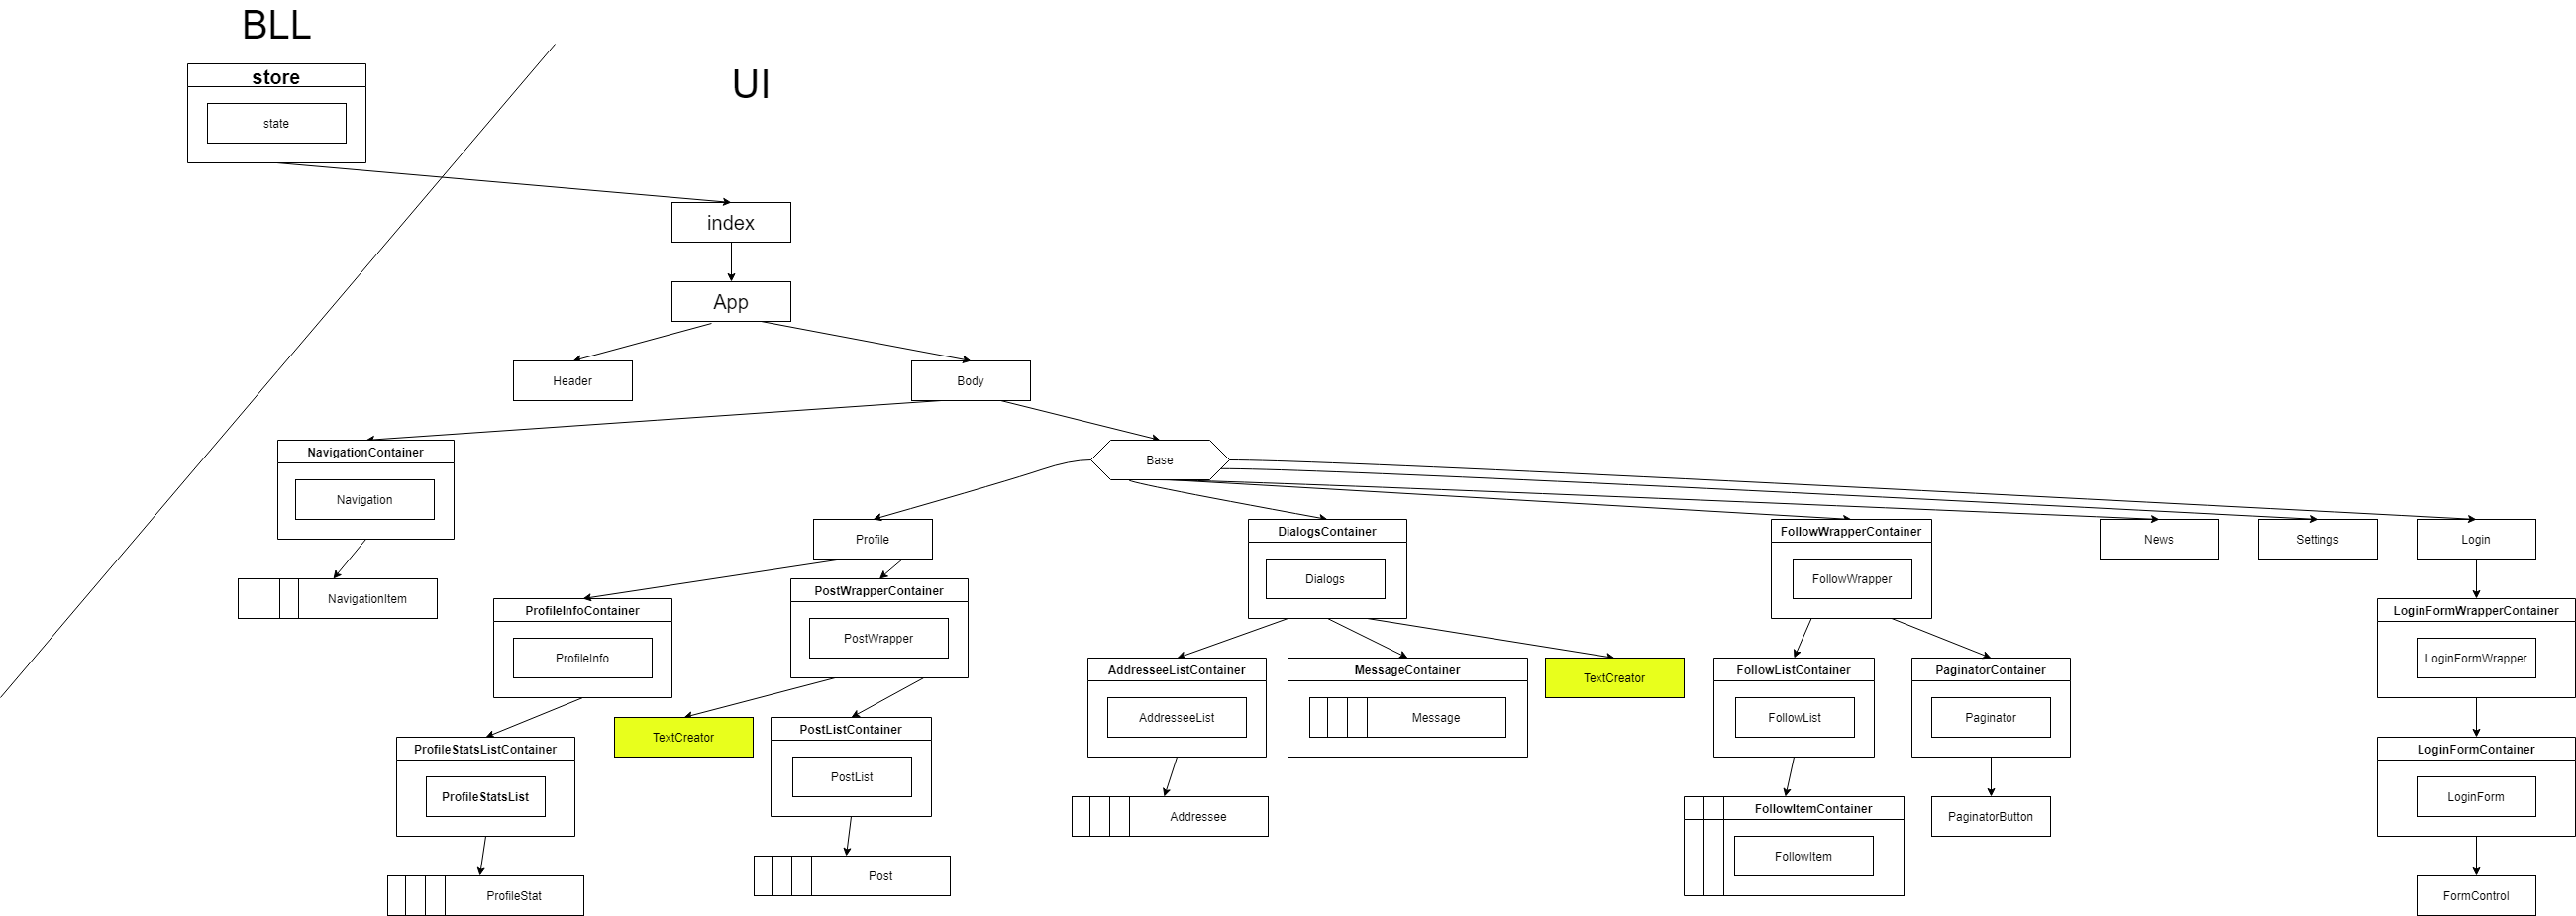 BLL
UI
store
state
index
App
Header
Body
NavigationContainer
Navigation
NavigationItem
Base
Profile
DialogsContainer
Dialogs
FollowWrapperContainer
FollowWrapper
News
Settings
Login
ProfileInfoContainer
ProfileInfo
PostWrapperContainer
PostWrapper
LoginFormWrapperContainer
LoginFormWrapper
AddresseeListContainer
AddresseeList
MessageContainer
Message
TextCreator
FollowListContainer
FollowList
PaginatorContainer
Paginator
ProfileStatsListContainer
ProfileStatsList
TextCreator
PostListContainer
PostList
LoginFormContainer
LoginForm
Addressee
FollowItemContainer
FollowItem
PaginatorButton
ProfileStat
Post
FormControl